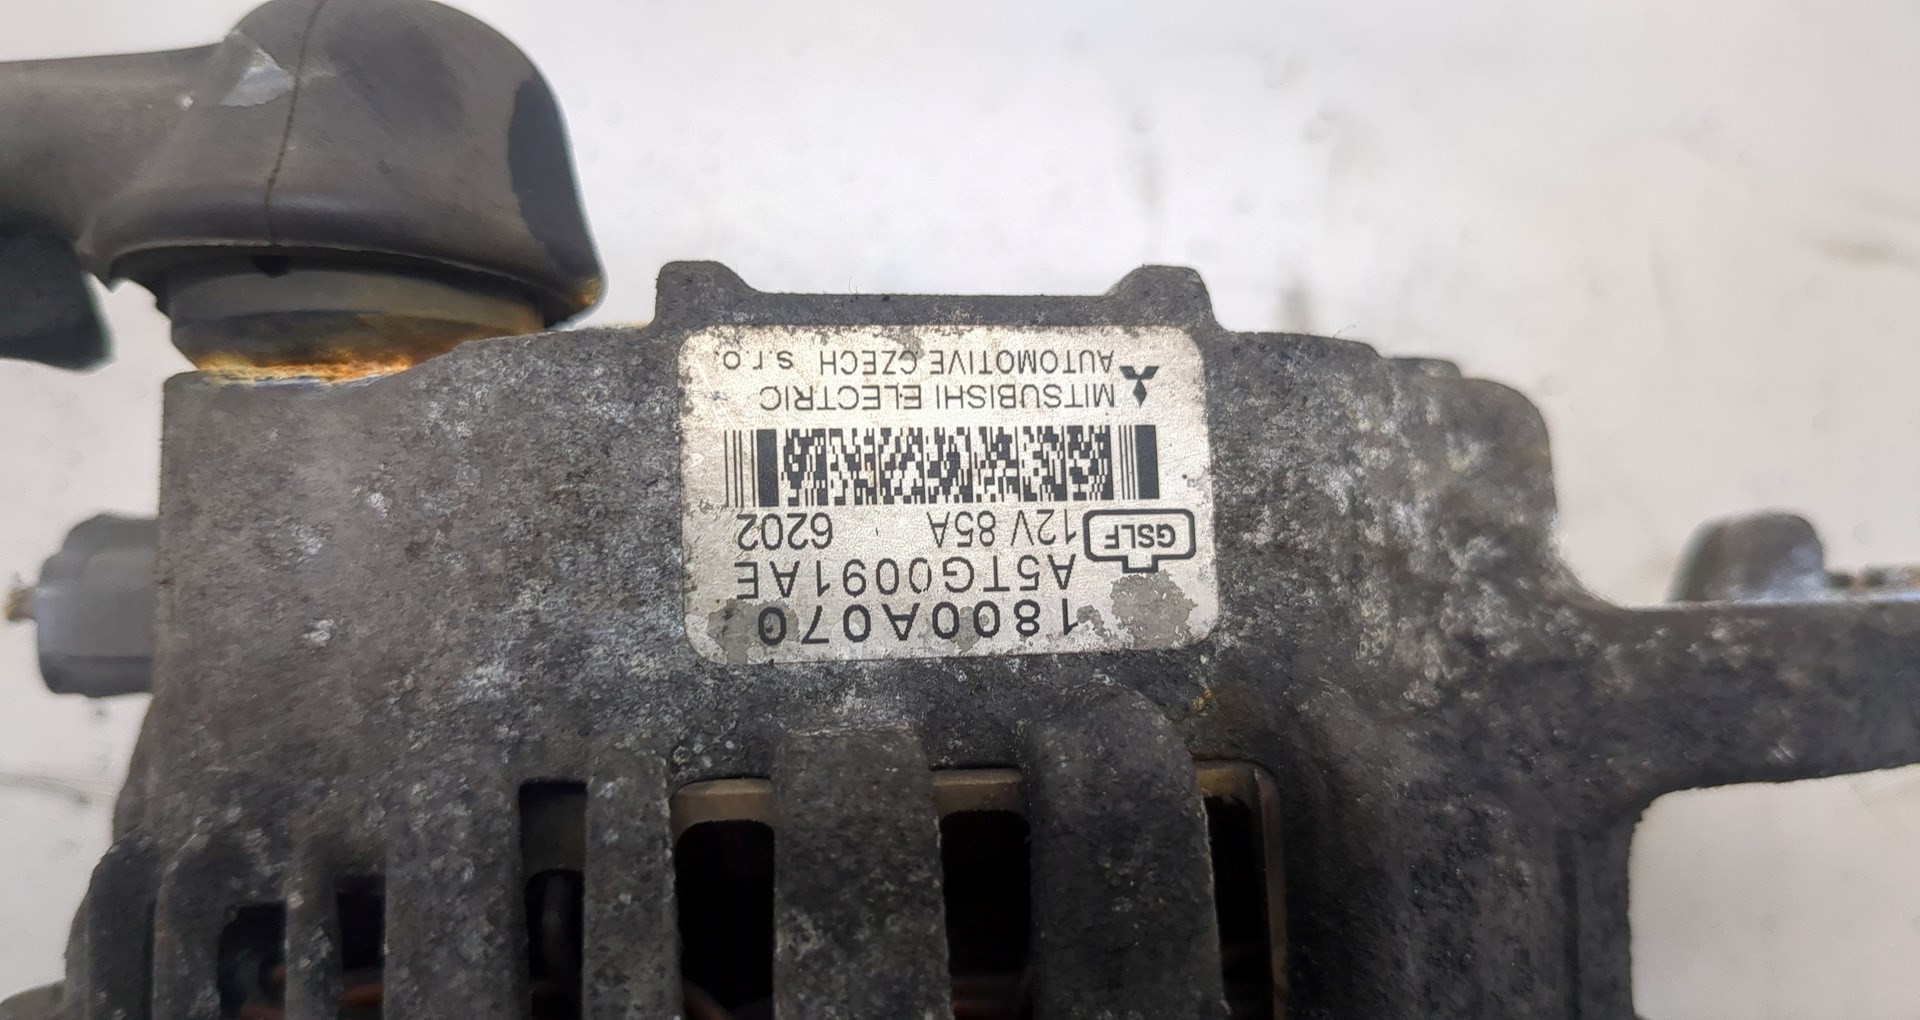 1800A070
A5TG0091AE
GSLF 12V 85A 6202
MITSUBISHI ELECTRIC
AUTOMOTIVE CZECH s.r.o.